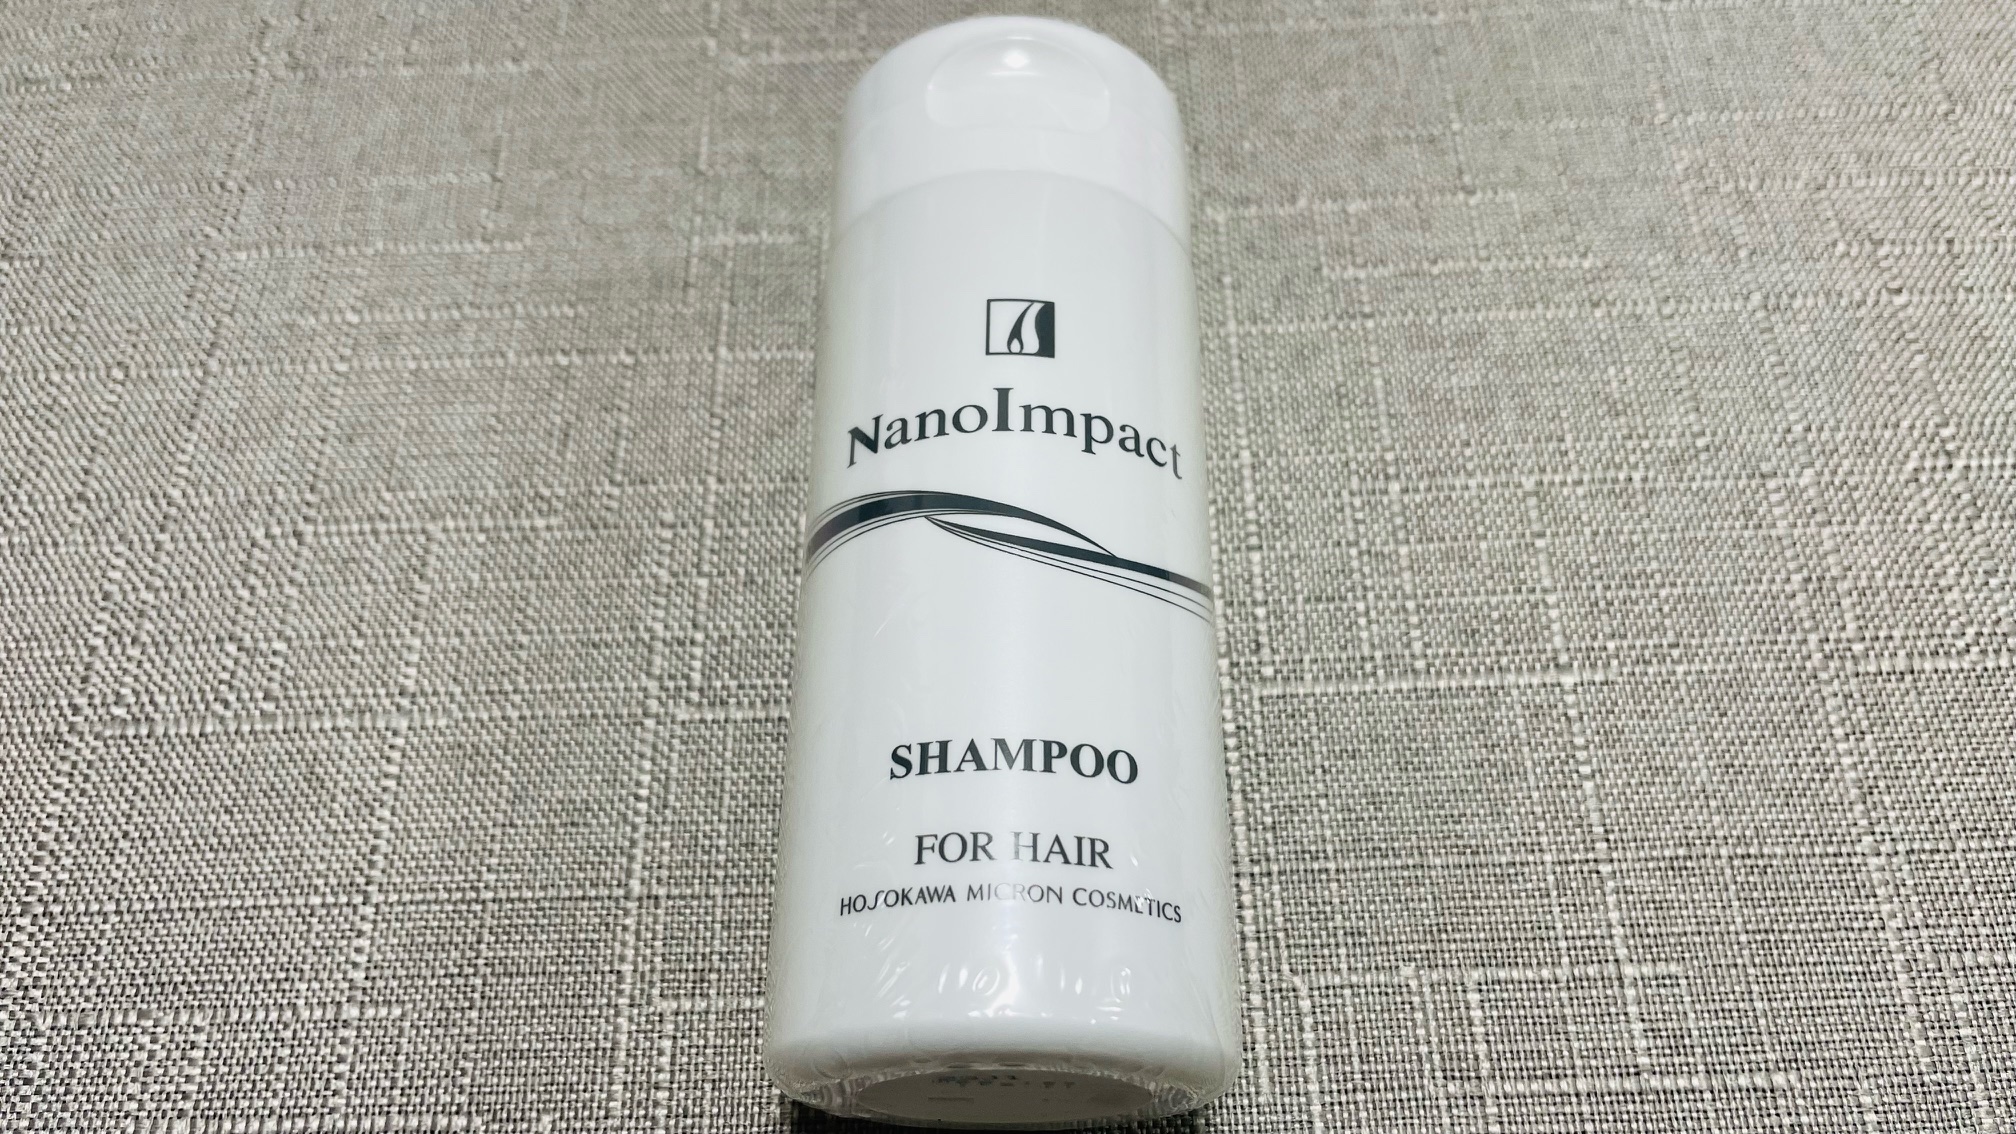 NanoImpact
SHAMPOO
FOR HAIR
HOSOKAWA MICRON COSMETICS